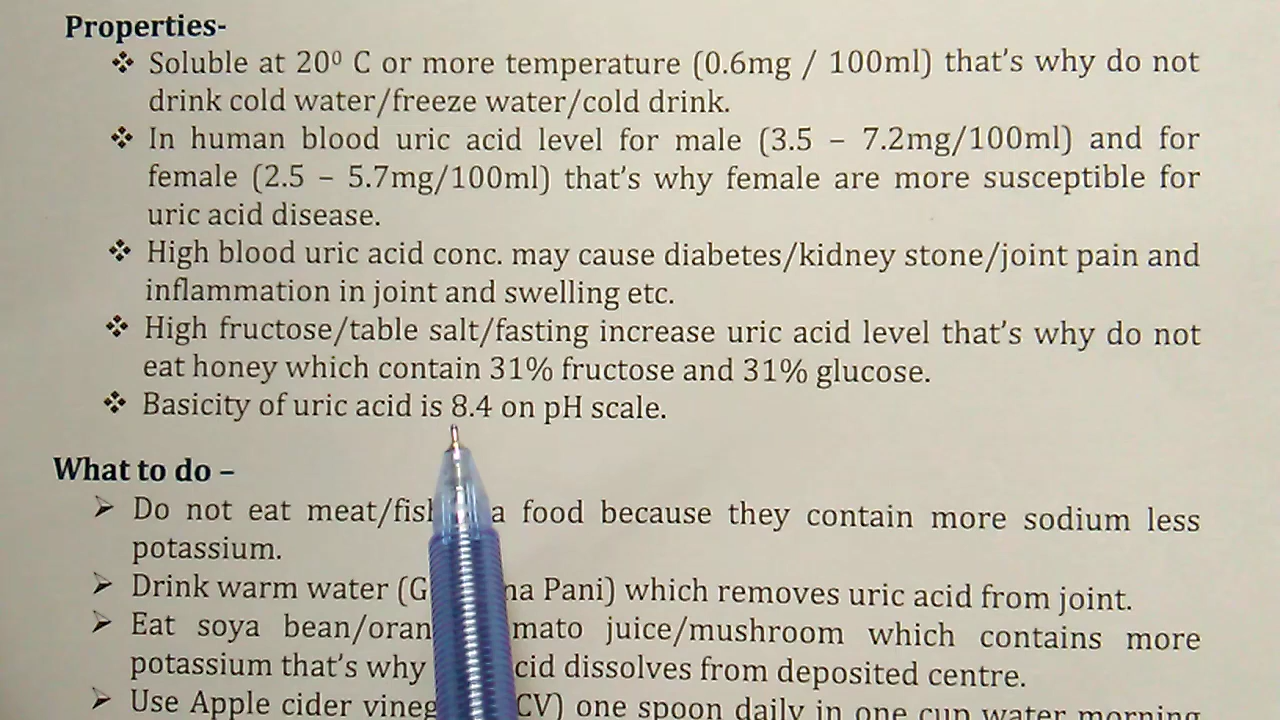 Properties-
❖ Soluble at 20⁰ C or more temperature (0.6mg / 100ml) that's why do not
drink cold water/freeze water/cold drink.
❖ In human blood uric acid level for male (3.5 – 7.2mg/100ml) and for
female (2.5 – 5.7mg/100ml) that's why female are more susceptible for
uric acid disease.
❖ High blood uric acid conc. may cause diabetes/kidney stone/joint pain and
inflammation in joint and swelling etc.
❖ High fructose/table salt/fasting increase uric acid level that's why do not
eat honey which contain 31% fructose and 31% glucose.
❖ Basicity of uric acid is 8.4 on pH scale.
What to do –
➢ Do not eat meat/fish food because they contain more sodium less
potassium.
➢ Drink warm water Pani) which removes uric acid from joint.
➢ Eat soya juice/mushroom which contains more
potassium that's why dissolves from deposited centre.
➢ Use Apple cider one spoon daily in one cup water morning